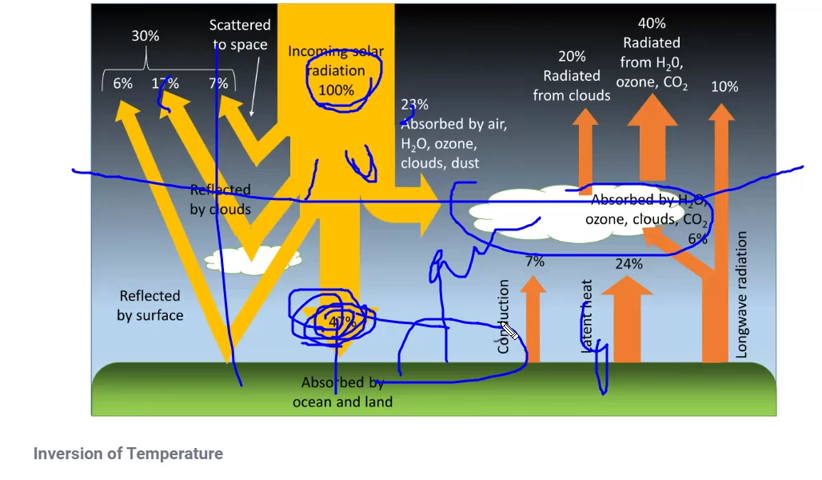 Scattered
to space
30%
6%
17%
7%
Incoming solar
radiation
100%
23%
Absorbed by air,
H₂O, ozone,
clouds, dust
20%
Radiated
from clouds
40%
Radiated
from H₂O,
ozone, CO₂
10%
Reflected
by clouds
Absorbed by H₂O,
ozone, clouds, CO₂
6%
Reflected
by surface
47%
Conduction
7%
Latent heat
24%
Longwave radiation
Absorbed by
ocean and land
Inversion of Temperature